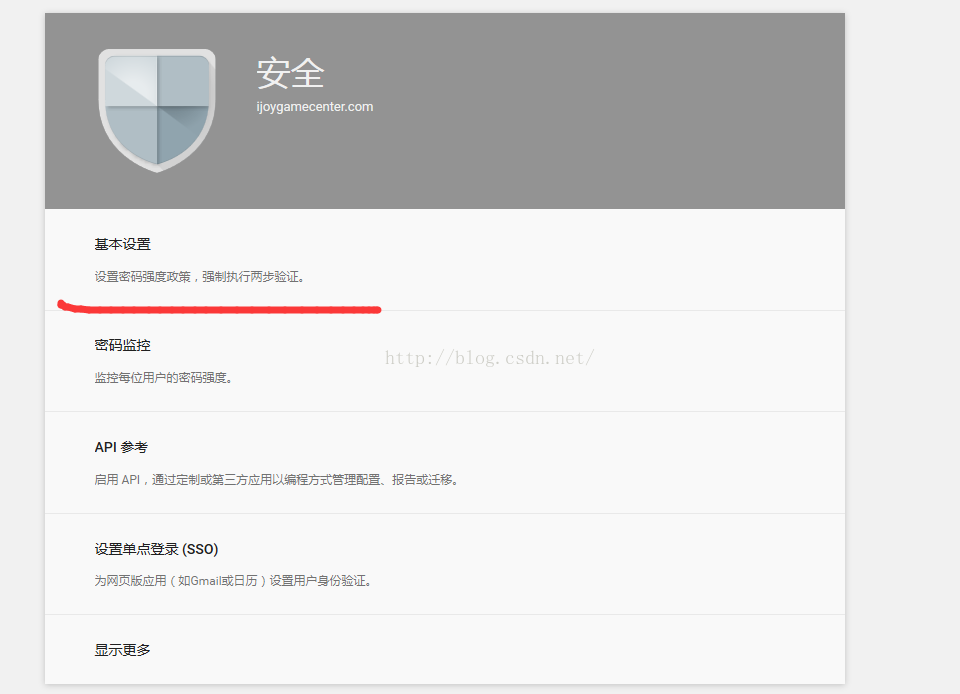 安全
ijoygamecenter.com
基本设置
设置密码强度政策，强制执行两步验证。
密码监控
http://blog.csdn.net/
监控每位用户的密码强度。
API 参考
启用 API，通过定制或第三方应用以编程方式管理配置、报告或迁移。
设置单点登录 (SSO)
为网页版应用（如Gmail或日历）设置用户身份验证。
显示更多